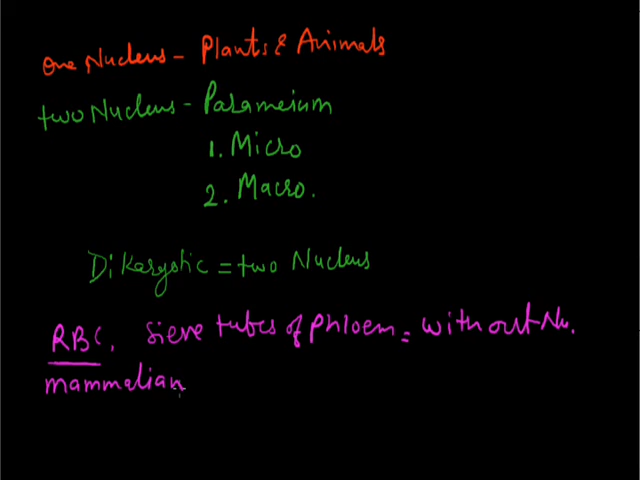 One Nucleus - Plants & Animals
two Nucleus - Parameium
1. Micro
2. Macro.
Dikaryotic = two Nucleus
RBC. Sieve tubes of Phloem = without Nu.
mammalian